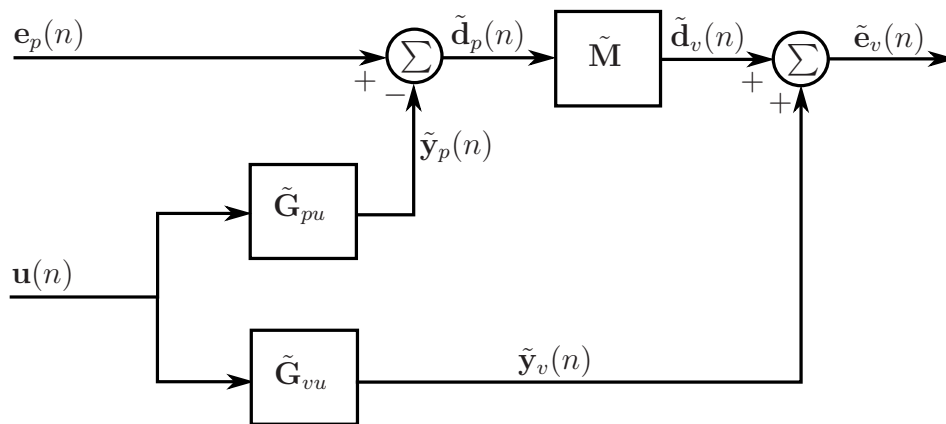 e_p(n)
∑
+
−
d̃_p(n)
M̃
d̃_v(n)
∑
+
+
ẽ_v(n)
ỹ_p(n)
G̃_pu
u(n)
G̃_vu
ỹ_v(n)